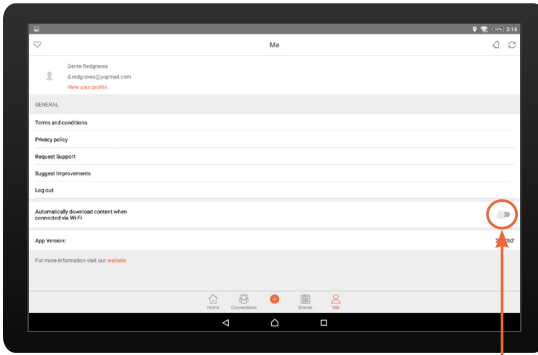 3:14
Me
Dante Redgraves
d.redgraves@yopmail.com
View your profile
GENERAL
Terms and conditions
Privacy policy
Request Support
Suggest Improvements
Log out
Automatically download content when
connected via Wi-Fi
App Version:
For more information visit our website
Home Connections Events Me